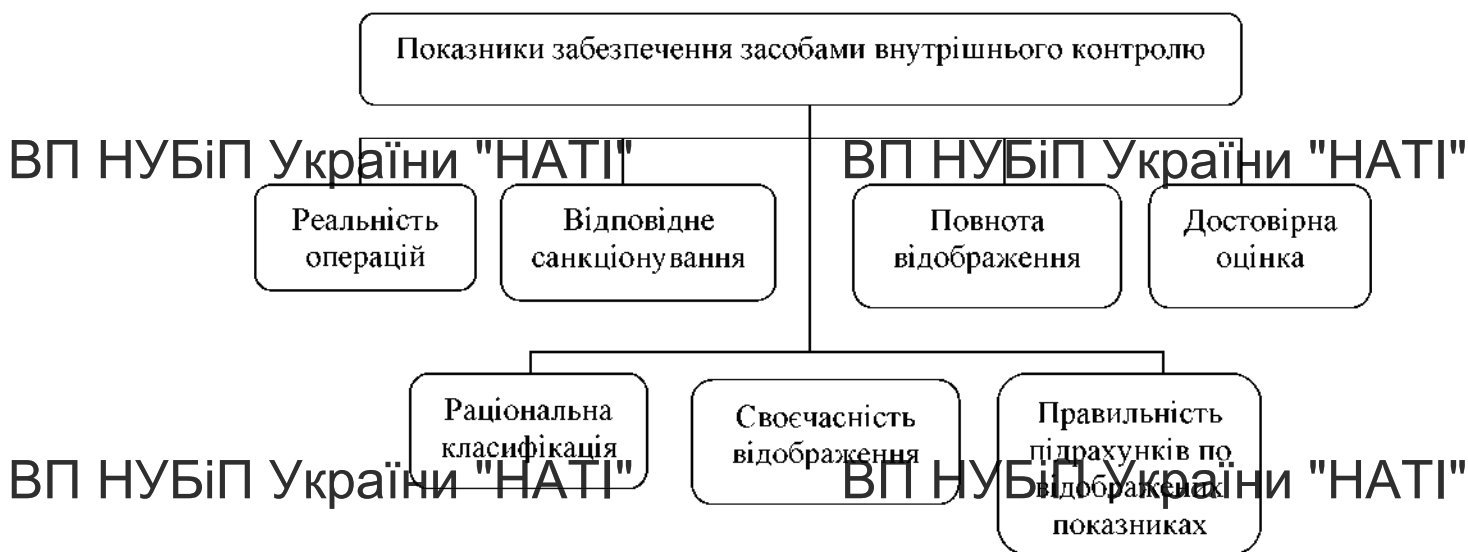 Показники забезпечення засобами внутрішнього контролю
ВП НУБіП України "НАТІ"
ВП НУБіП України "НАТІ"
Реальність
операцій
Відповідне
санкціонування
Повнота
відображення
Достовірна
оцінка
Раціональна
класифікація
Своєчасність
відображення
Правильність
підрахунків по
відображених
показниках
ВП НУБіП України "НАТІ"
ВП НУБіП України "НАТІ"